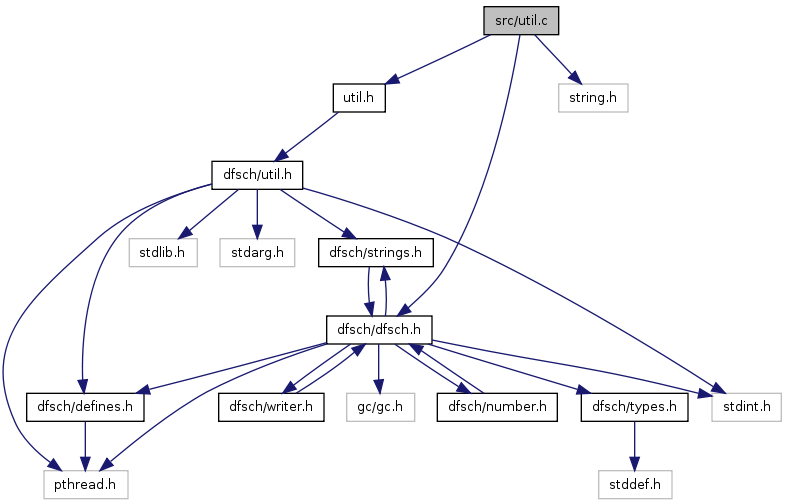 src/util.c
util.h
string.h
dfsch/util.h
stdlib.h
stdarg.h
dfsch/strings.h
dfsch/dfsch.h
dfsch/defines.h
dfsch/writer.h
gc/gc.h
dfsch/number.h
dfsch/types.h
stdint.h
pthread.h
stddef.h